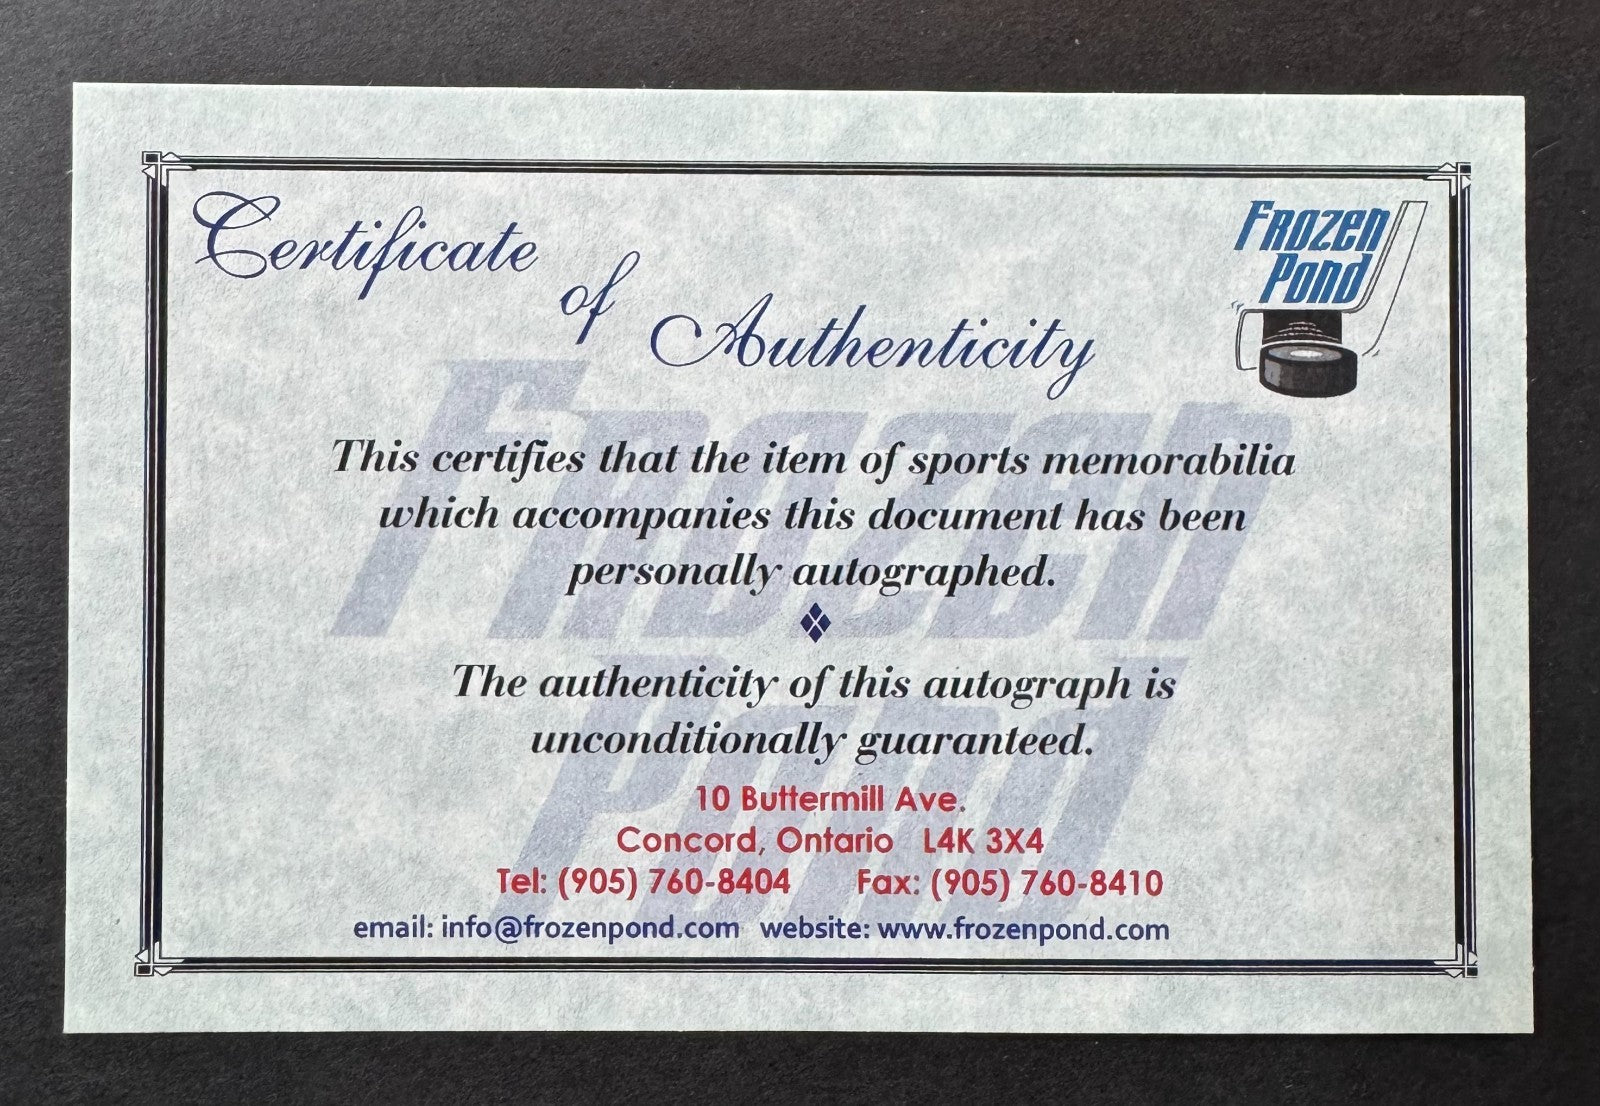 Certificate
of
Authenticity
Frozen
Pond
This certifies that the item of sports memorabilia
which accompanies this document has been
personally autographed.
The authenticity of this autograph is
unconditionally guaranteed.
10 Buttermill Ave.
Concord, Ontario L4K 3X4
Tel: (905) 760-8404 Fax: (905) 760-8410
email: info@frozenpond.com website: www.frozenpond.com
Frozen
Pond